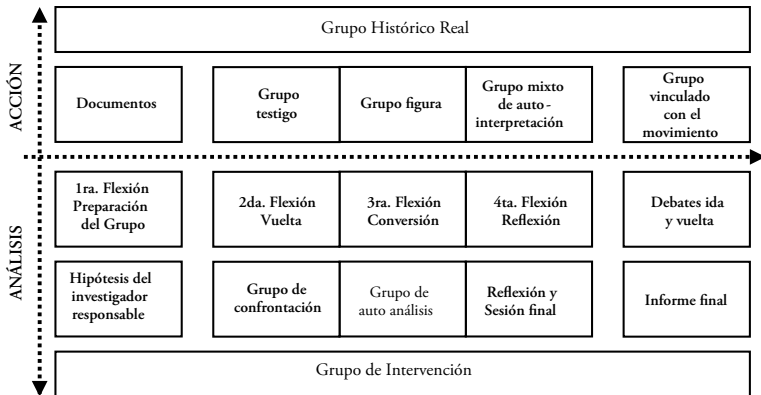 Grupo Histórico Real
ACCIÓN
Documentos
Grupo
testigo
Grupo figura
Grupo mixto
de auto-
interpretación
Grupo
vinculado
con el
movimiento
ANÁLISIS
1ra. Flexión
Preparación
del Grupo
2da. Flexión
Vuelta
3ra. Flexión
Conversión
4ta. Flexión
Reflexión
Debates ida
y vuelta
Hipótesis del
investigador
responsable
Grupo de
confrontación
Grupo de
auto análisis
Reflexión y
Sesión final
Informe final
Grupo de Intervención